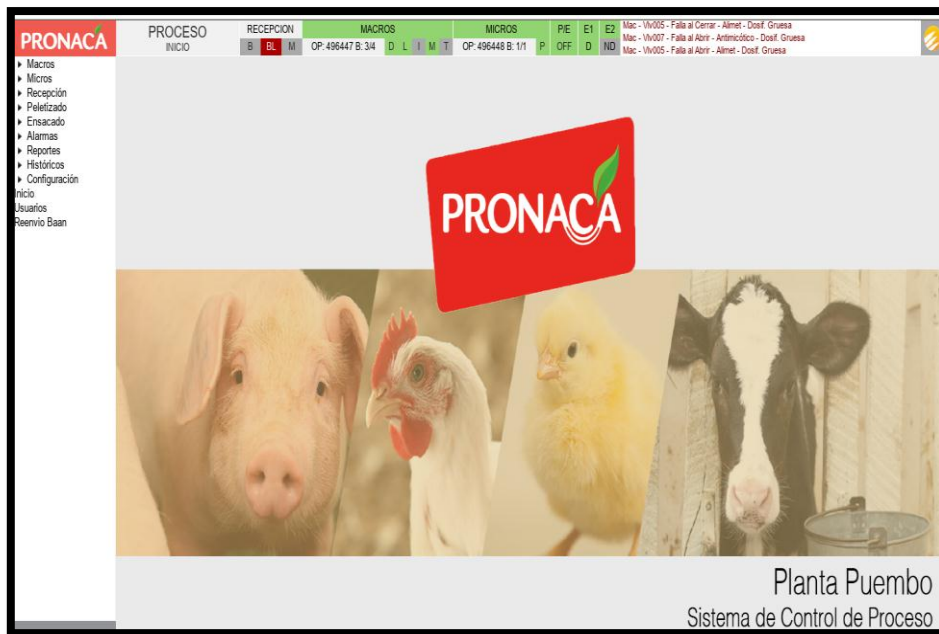 PRONACA
PROCESO
INICIO
RECEPCION
B BL M
MACROS
OP: 496447 B: 3/4 D L I M T
MICROS
OP: 496448 B: 1/1 P
P/E E1 E2
OFF D ND
Mac - Vlv005 - Falla al Cerrar - Alimet - Dosif. Gruesa
Mac - Vlv007 - Falla al Abrir - Antimicótico - Dosif. Gruesa
Mac - Vlv005 - Falla al Abrir - Alimet - Dosif. Gruesa
Macros
Micros
Recepción
Peletizado
Ensacado
Alarmas
Reportes
Históricos
Configuración
Inicio
Usuarios
Reenvio Baan
PRONACA
Planta Puembo
Sistema de Control de Proceso